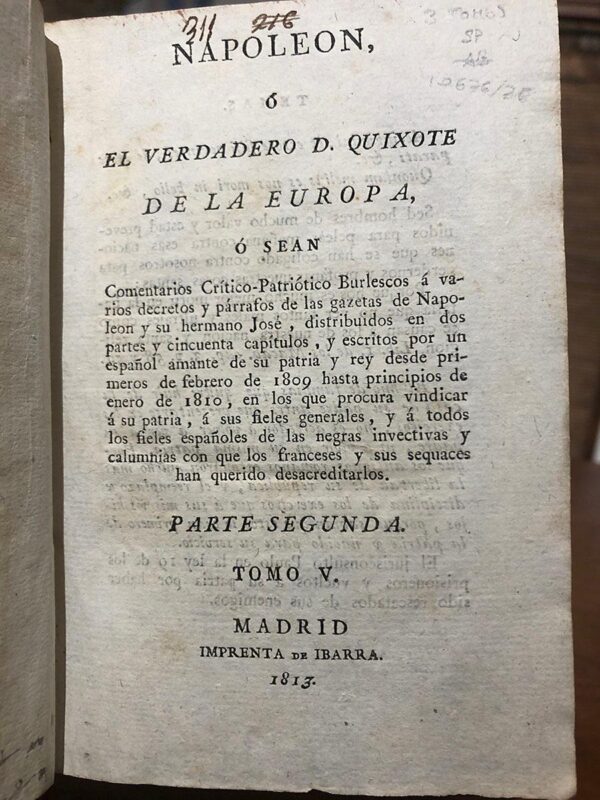 311 216
3 TOMOS
SP
NAPOLEON,
ó
EL VERDADERO D. QUIXOTE
DE LA EUROPA,
ó SEAN
Comentarios Crítico-Patriótico Burlescos á va-
rios decretos y párrafos de las gazetas de Napo-
leon y su hermano José, distribuidos en dos
partes y cincuenta capítulos, y escritos por un
español amante de su patria y rey desde pri-
meros de febrero de 1809 hasta principios de
enero de 1810, en los que procura vindicar
á su patria, á sus fieles generales, y á todos
los fieles españoles de las negras invectivas y
calumnias con que los franceses y sus sequaces
han querido desacreditarlos.
PARTE SEGUNDA.
TOMO V.
MADRID
IMPRENTA DE IBARRA.
1813.